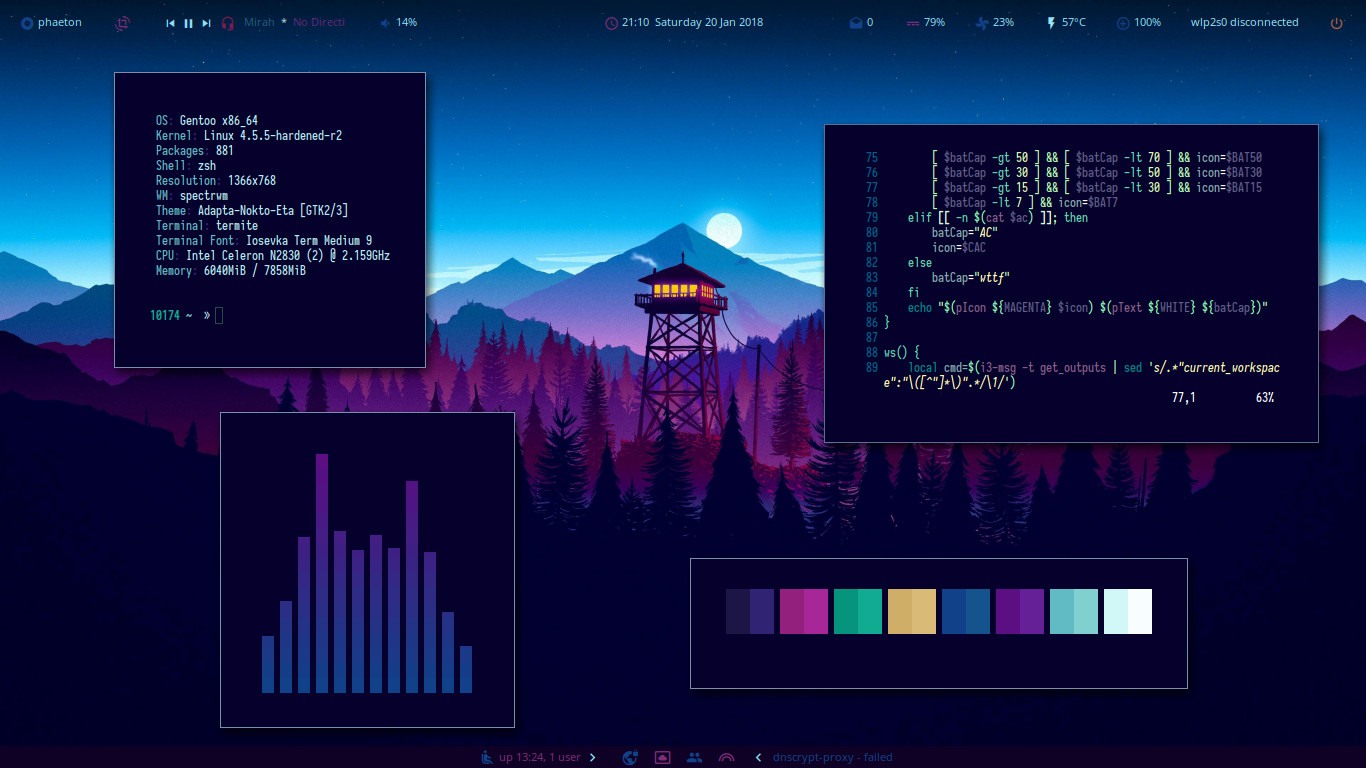 phaeton
Mirah * No Directi
14%
21:10 Saturday 20 Jan 2018
0
79%
23%
57°C
100%
wlp2s0 disconnected
OS: Gentoo x86_64
Kernel: Linux 4.5.5-hardened-r2
Packages: 881
Shell: zsh
Resolution: 1366x768
WM: spectrwm
Theme: Adapta-Nokto-Eta [GTK2/3]
Terminal: termite
Terminal Font: Iosevka Term Medium 9
CPU: Intel Celeron N2830 (2) @ 2.159GHz
Memory: 6040MiB / 7858MiB
10174 ~ »
75 [ $batCap -gt 50 ] && [ $batCap -lt 70 ] && icon=$BAT50
76 [ $batCap -gt 30 ] && [ $batCap -lt 50 ] && icon=$BAT30
77 [ $batCap -gt 15 ] && [ $batCap -lt 30 ] && icon=$BAT15
78 [ $batCap -lt 7 ] && icon=$BAT7
79 elif [[ -n $(cat $ac) ]]; then
80 batCap="AC"
81 icon=$CAC
82 else
83 batCap="wttf"
84 fi
85 echo "$(pIcon ${MAGENTA} $icon) $(pText ${WHITE} ${batCap})"
86 }
87
88 ws() {
89 local cmd=$(i3-msg -t get_outputs | sed 's/.*"current_workspac
e":"\([^"]*\)".*/\1/')
77,1 63%
up 13:24, 1 user
dnscrypt-proxy - failed